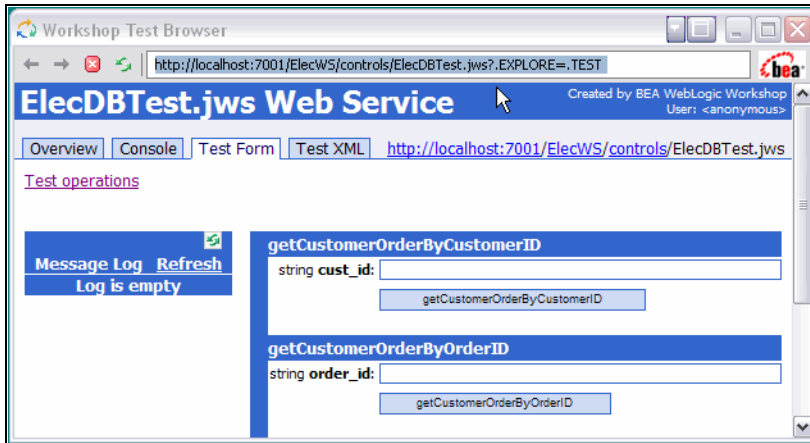 Workshop Test Browser
http://localhost:7001/ElecWS/controls/ElecDBTest.jws?.EXPLORE=.TEST
bea
ElecDBTest.jws Web Service
Created by BEA WebLogic Workshop
User: <anonymous>
Overview Console Test Form Test XML http://localhost:7001/ElecWS/controls/ElecDBTest.jws
Test operations
Message Log Refresh
Log is empty
getCustomerOrderByCustomerID
string cust_id:
getCustomerOrderByCustomerID
getCustomerOrderByOrderID
string order_id:
getCustomerOrderByOrderID